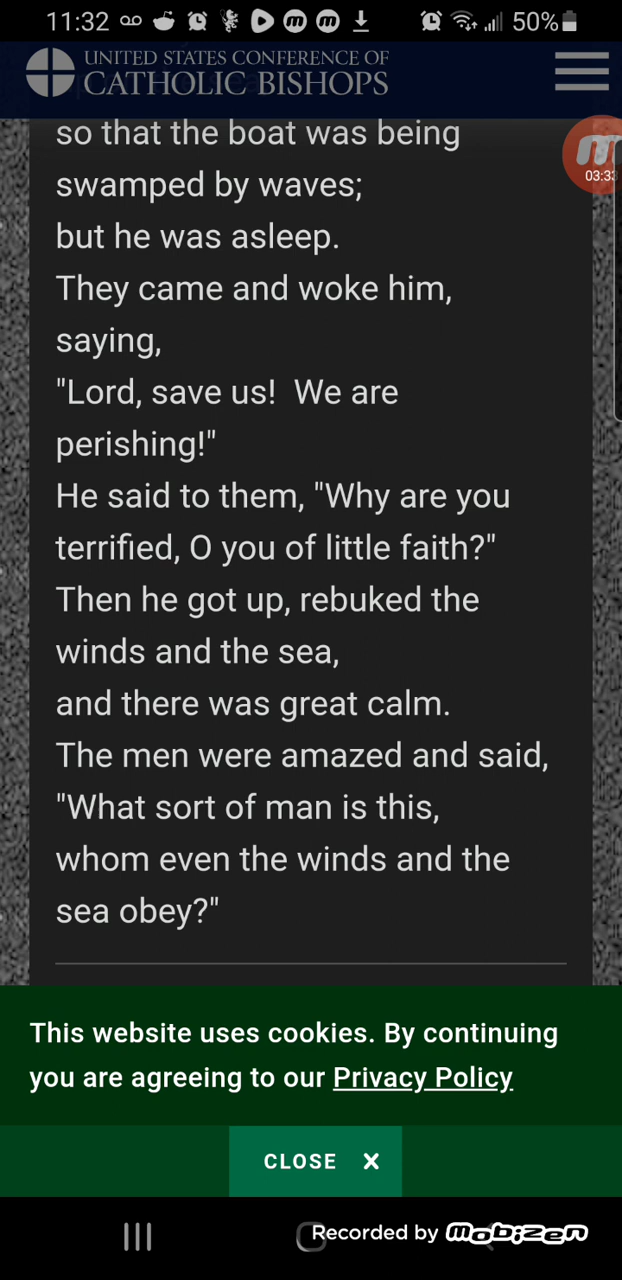 11:32
50%
UNITED STATES CONFERENCE OF
CATHOLIC BISHOPS
so that the boat was being
03:33
swamped by waves;
but he was asleep.
They came and woke him,
saying,
"Lord, save us!  We are
perishing!"
He said to them, "Why are you
terrified, O you of little faith?"
Then he got up, rebuked the
winds and the sea,
and there was great calm.
The men were amazed and said,
"What sort of man is this,
whom even the winds and the
sea obey?"
This website uses cookies. By continuing
you are agreeing to our Privacy Policy
CLOSE X
Recorded by Mobizen